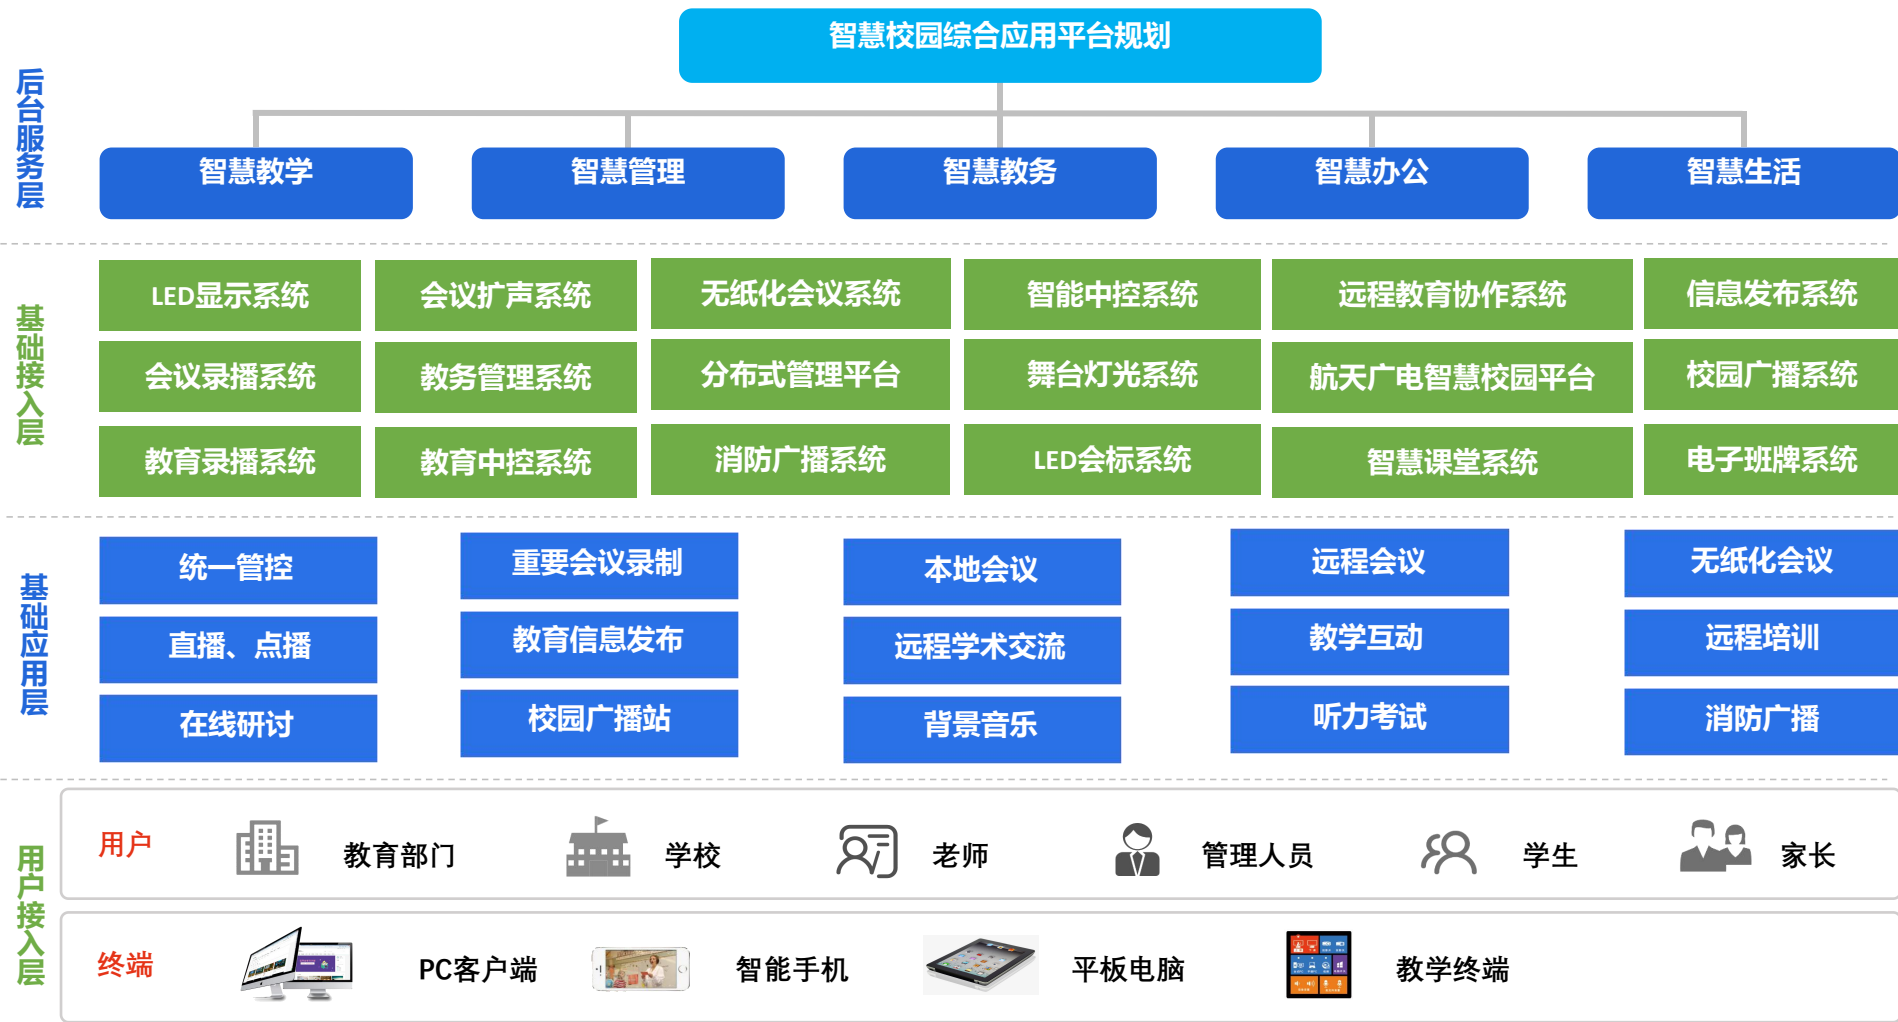 智慧校园综合应用平台规划
后台服务层
智慧教学
智慧管理
智慧教务
智慧办公
智慧生活
基础接入层
LED显示系统
会议扩声系统
无纸化会议系统
智能中控系统
远程教育协作系统
信息发布系统
会议录播系统
教务管理系统
分布式管理平台
舞台灯光系统
航天广电智慧校园平台
校园广播系统
教育录播系统
教育中控系统
消防广播系统
LED会标系统
智慧课堂系统
电子班牌系统
基础应用层
统一管控
重要会议录制
本地会议
远程会议
无纸化会议
直播、点播
教育信息发布
远程学术交流
教学互动
远程培训
在线研讨
校园广播站
背景音乐
听力考试
消防广播
用户接入层
用户
教育部门
学校
老师
管理人员
学生
家长
终端
PC客户端
智能手机
平板电脑
教学终端